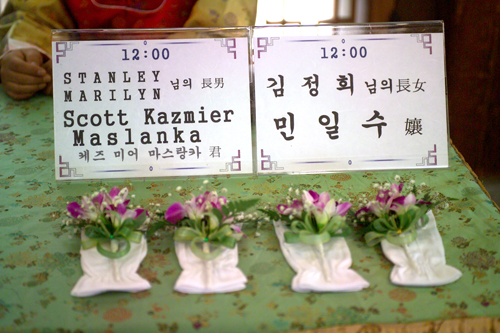 12:00
STANLEY
MARILYN 님의 長男
Scott Kazmier
Maslanka
케즈 미어 마스랑카 君
12:00
김 정 희 님의 長女
민 일 수 孃